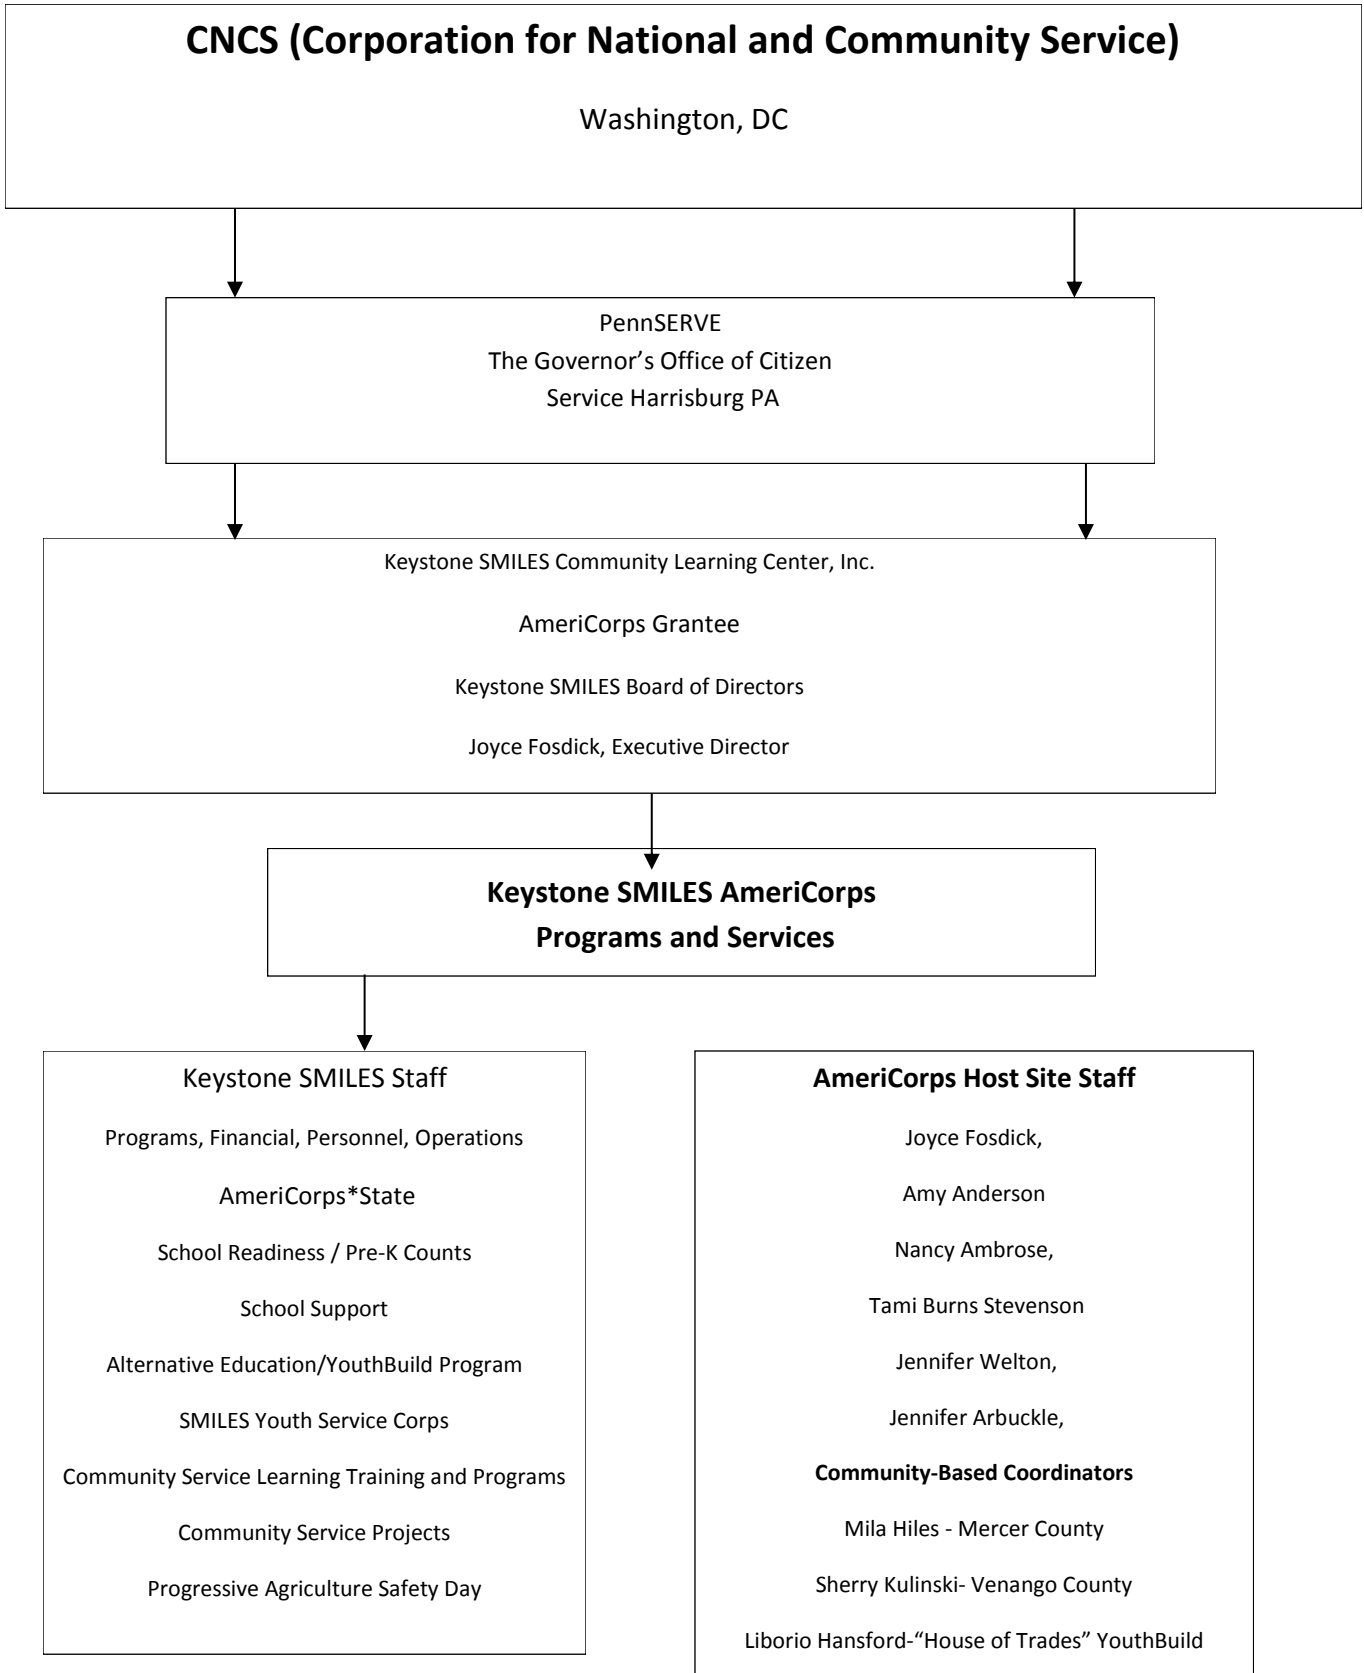 CNCS (Corporation for National and Community Service)
Washington, DC
PennSERVE
The Governor’s Office of Citizen
Service Harrisburg PA
Keystone SMILES Community Learning Center, Inc.
AmeriCorps Grantee
Keystone SMILES Board of Directors
Joyce Fosdick, Executive Director
Keystone SMILES AmeriCorps
Programs and Services
Keystone SMILES Staff
Programs, Financial, Personnel, Operations
AmeriCorps*State
School Readiness / Pre-K Counts
School Support
Alternative Education/YouthBuild Program
SMILES Youth Service Corps
Community Service Learning Training and Programs
Community Service Projects
Progressive Agriculture Safety Day
AmeriCorps Host Site Staff
Joyce Fosdick,
Amy Anderson
Nancy Ambrose,
Tami Burns Stevenson
Jennifer Welton,
Jennifer Arbuckle,
Community-Based Coordinators
Mila Hiles - Mercer County
Sherry Kulinski- Venango County
Liborio Hansford-“House of Trades” YouthBuild